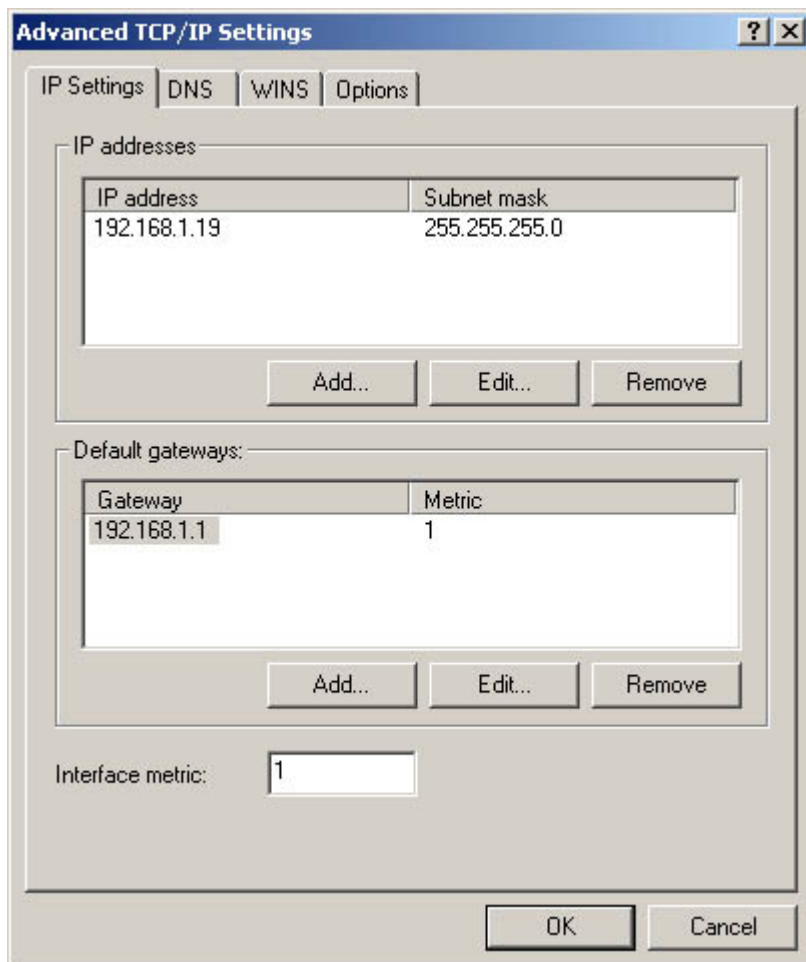 Advanced TCP/IP Settings
IP Settings DNS WINS Options
IP addresses
IP address Subnet mask
192.168.1.19 255.255.255.0
Add... Edit... Remove
Default gateways:
Gateway Metric
192.168.1.1 1
Add... Edit... Remove
Interface metric: 1
OK Cancel